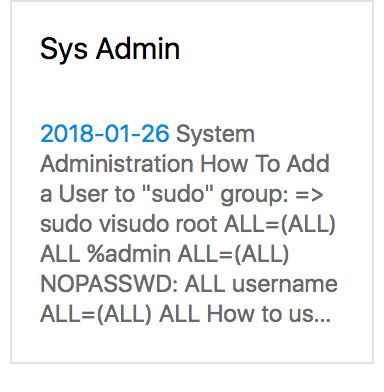 Sys Admin
2018-01-26 System
Administration How To Add
a User to "sudo" group: =>
sudo visudo root ALL=(ALL)
ALL %admin ALL=(ALL)
NOPASSWD: ALL username
ALL=(ALL) ALL How to us...